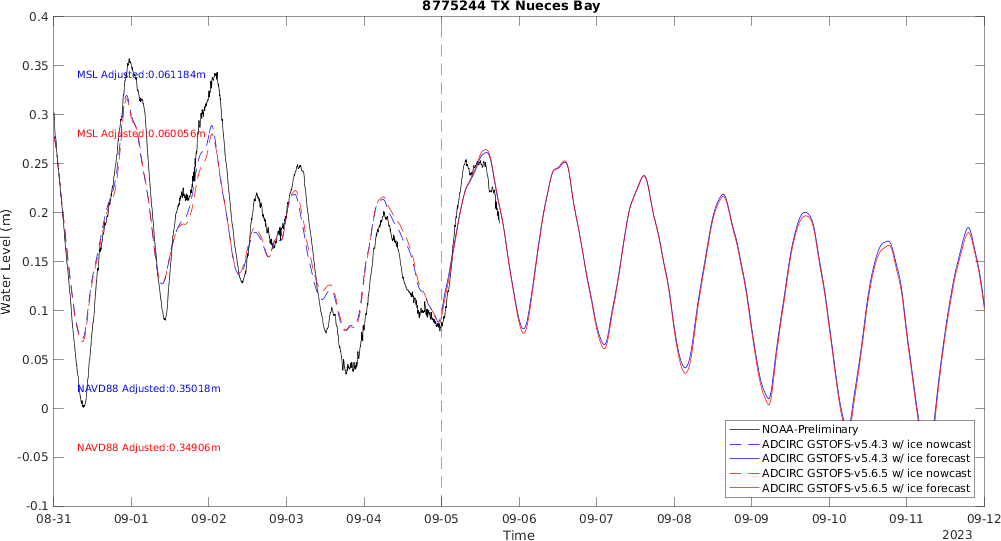 8775244 TX Nueces Bay
Water Level (m)
0.4
0.35
0.3
0.25
0.2
0.15
0.1
0.05
0
-0.05
-0.1
MSL Adjusted:0.061184m
MSL Adjusted:0.060056m
NAVD88 Adjusted:0.35018m
NAVD88 Adjusted:0.34906m
NOAA-Preliminary
ADCIRC GSTOFS-v5.4.3 w/ ice nowcast
ADCIRC GSTOFS-v5.4.3 w/ ice forecast
ADCIRC GSTOFS-v5.6.5 w/ ice nowcast
ADCIRC GSTOFS-v5.6.5 w/ ice forecast
08-31 09-01 09-02 09-03 09-04 09-05 09-06 09-07 09-08 09-09 09-10 09-11 09-12
Time
2023